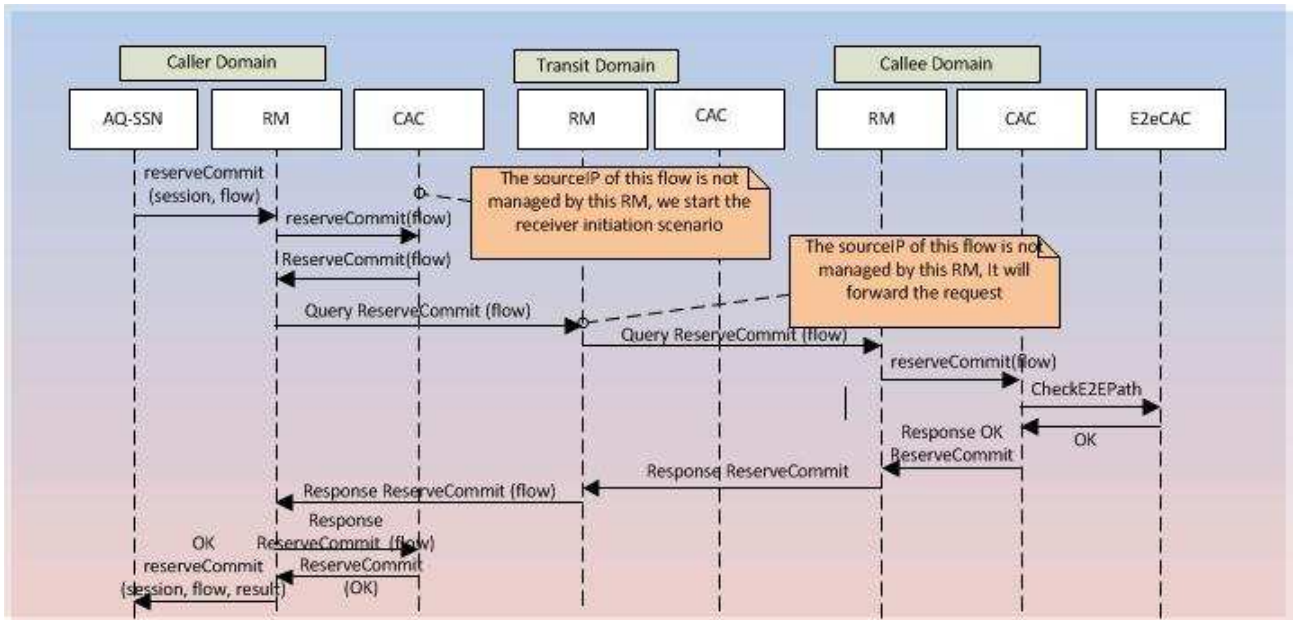 Caller Domain
Transit Domain
Callee Domain
AQ-SSN
RM
CAC
RM
CAC
RM
CAC
E2eCAC
reserveCommit
(session, flow)
The sourceIP of this flow is not
managed by this RM, we start the
receiver initiation scenario
reserveCommit(flow)
The sourceIP of this flow is not
managed by this RM, It will
forward the request
ReserveCommit(flow)
Query ReserveCommit (flow)
Query ReserveCommit (flow)
reserveCommit(flow)
CheckE2EPath
OK
Response OK
ReserveCommit
Response ReserveCommit
Response ReserveCommit (flow)
Response
ReserveCommit (flow)
OK
reserveCommit
(session, flow, result)
ReserveCommit
(OK)